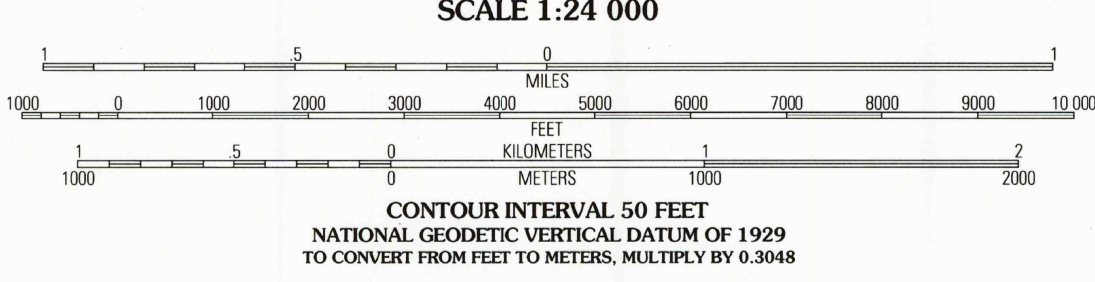 SCALE 1:24 000
1 .5 0 1
MILES
1000 0 1000 2000 3000 4000 5000 6000 7000 8000 9000 10 000
FEET
1 .5 0 KILOMETERS 1 2
1000 0 METERS 1000 2000
CONTOUR INTERVAL 50 FEET
NATIONAL GEODETIC VERTICAL DATUM OF 1929
TO CONVERT FROM FEET TO METERS, MULTIPLY BY 0.3048